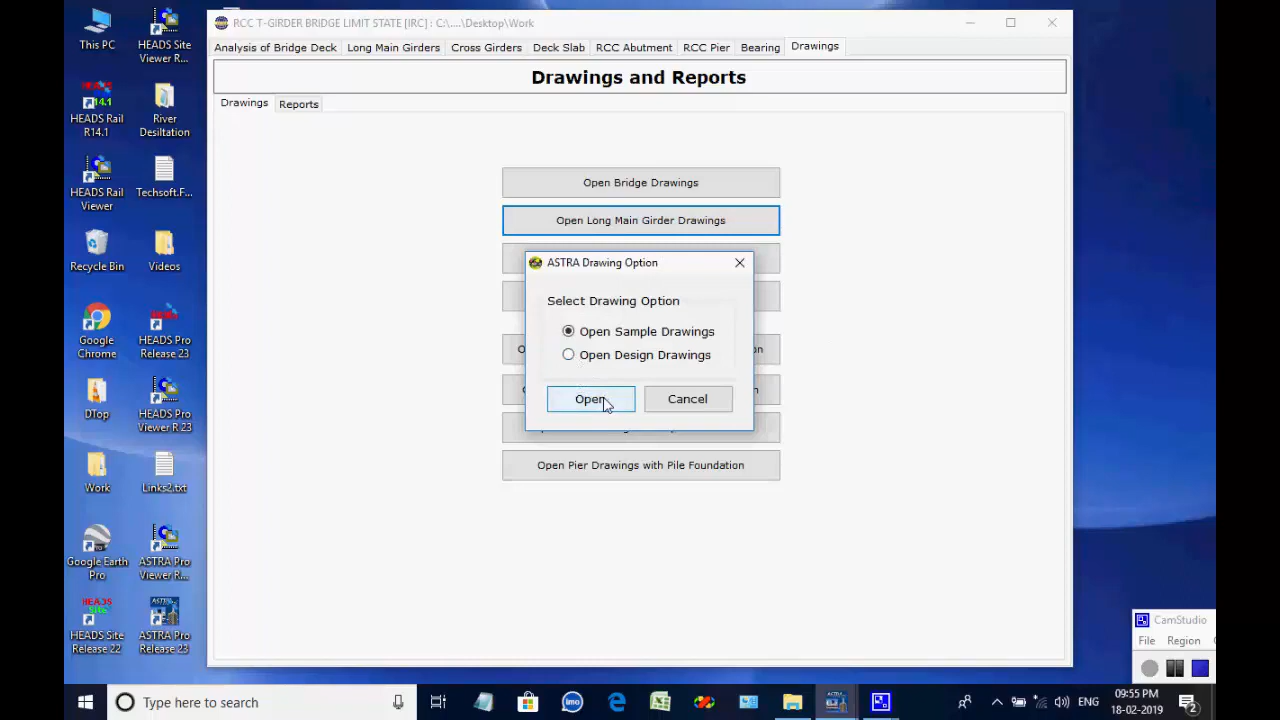 This PC
HEADS Site
Viewer R...
HEADS Rail
R14.1
River
Desiltation
HEADS Rail
Viewer
Techsoft.F...
Recycle Bin
Videos
Google
Chrome
HEADS Pro
Release 23
DTop
HEADS Pro
Viewer R 23
Work
Links2.txt
Google Earth
Pro
ASTRA Pro
Viewer R...
HEADS Site
Release 22
ASTRA Pro
Release 23
RCC T-GIRDER BRIDGE LIMIT STATE [IRC] : C:\....\Desktop\Work
Analysis of Bridge Deck Long Main Girders Cross Girders Deck Slab RCC Abutment RCC Pier Bearing Drawings
Drawings and Reports
Drawings Reports
Open Bridge Drawings
Open Long Main Girder Drawings
ASTRA Drawing Option
Select Drawing Option
Open Sample Drawings
Open Design Drawings
Open Cancel
Open Pier Drawings with Pile Foundation
CamStudio
File Region
Type here to search
ENG
09:55 PM
18-02-2019
2